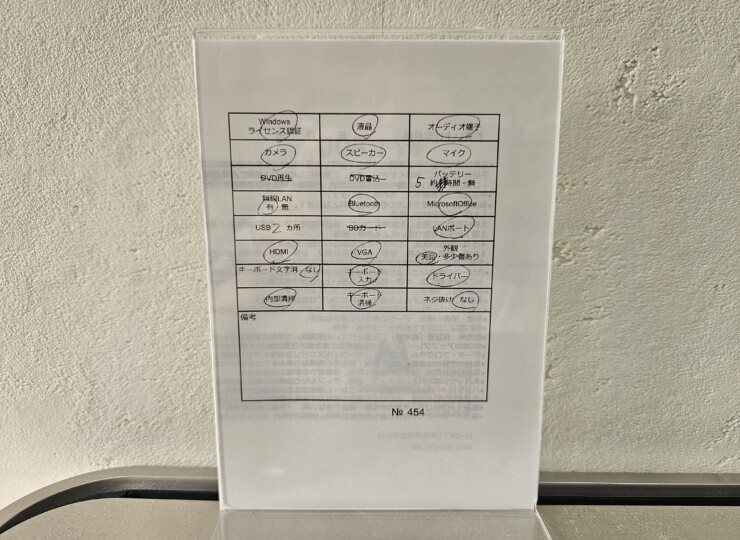 Windows
ライセンス認証
液晶
オーディオ端子
カメラ
スピーカー
マイク
DVD再生
DVD書込
バッテリー
5 約 時間・無
無線LAN
有・無
Bluetooth
MicrosoftOffice
USB 2 カ所
SDカード
LANポート
HDMI
VGA
外観
美品・多少傷あり
キーボード文字消 なし
キーボード
入力
ドライバー
内部清掃
キーボード
清掃
ネジ抜け なし
備考
№ 454